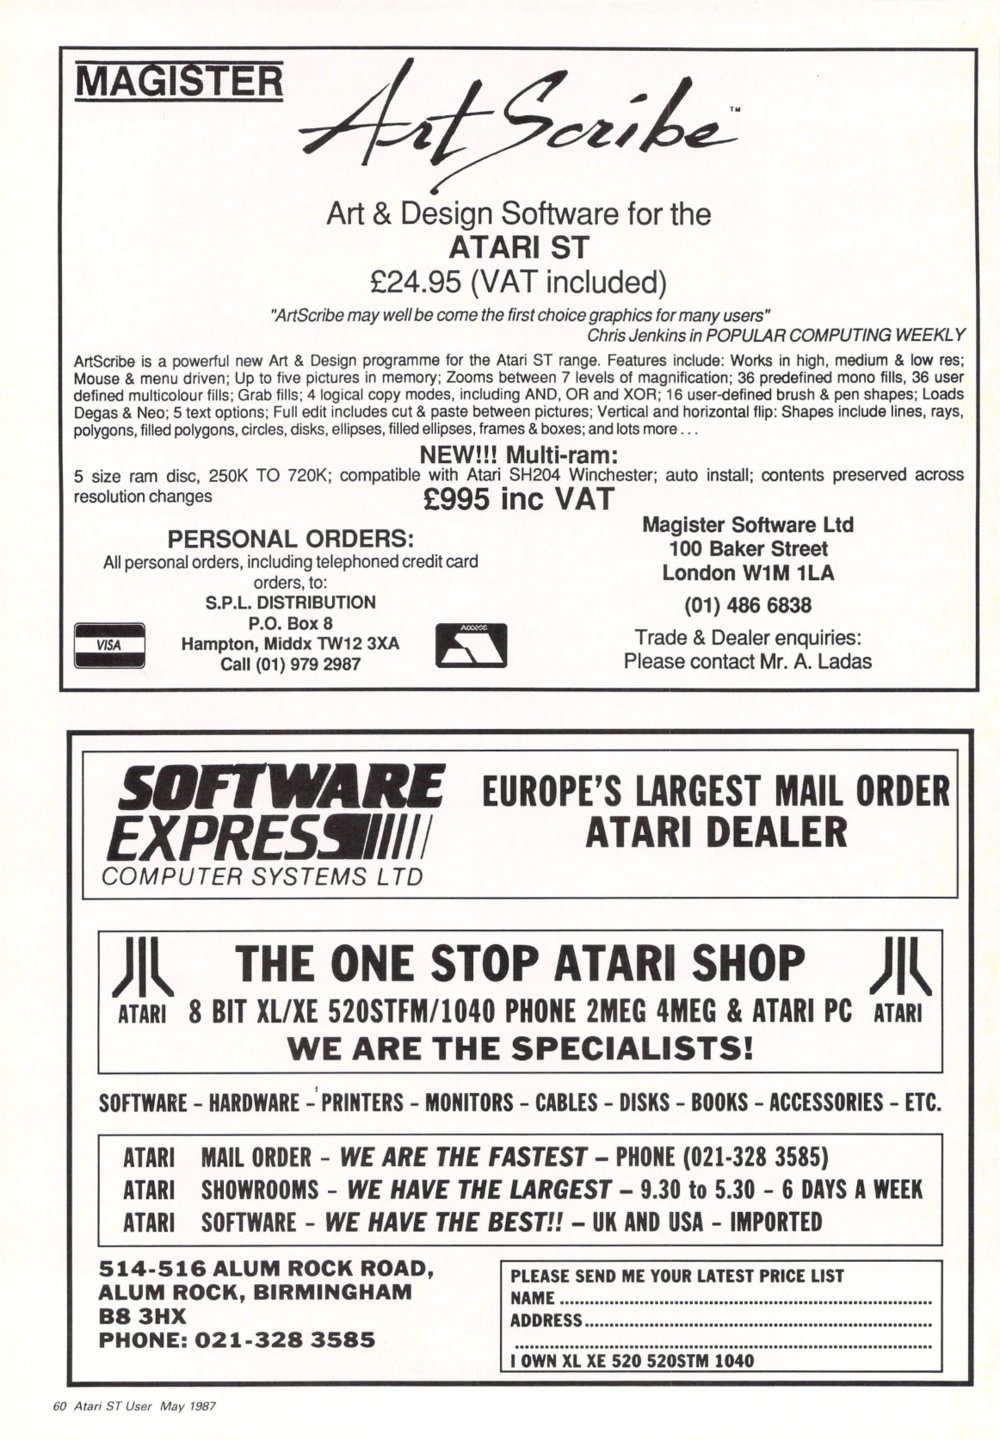 MAGISTER
Art Scribe™
Art & Design Software for the
ATARI ST
£24.95 (VAT included)
"ArtScribe may well be come the first choice graphics for many users"
Chris Jenkins in POPULAR COMPUTING WEEKLY
ArtScribe is a powerful new Art & Design programme for the Atari ST range. Features include: Works in high, medium & low res;
Mouse & menu driven; Up to five pictures in memory; Zooms between 7 levels of magnification; 36 predefined mono fills, 36 user
defined multicolour fills; Grab fills; 4 logical copy modes, including AND, OR and XOR; 16 user-defined brush & pen shapes; Loads
Degas & Neo; 5 text options; Full edit includes cut & paste between pictures; Vertical and horizontal flip: Shapes include lines, rays,
polygons, filled polygons, circles, disks, ellipses, filled ellipses, frames & boxes; and lots more . . .
NEW!!! Multi-ram:
5 size ram disc, 250K TO 720K; compatible with Atari SH204 Winchester; auto install; contents preserved across
resolution changes
£995 inc VAT
PERSONAL ORDERS:
All personal orders, including telephoned credit card
orders, to:
S.P.L. DISTRIBUTION
P.O. Box 8
Hampton, Middx TW12 3XA
Call (01) 979 2987
VISA
Access
Magister Software Ltd
100 Baker Street
London W1M 1LA
(01) 486 6838
Trade & Dealer enquiries:
Please contact Mr. A. Ladas
SOFTWARE
EXPRESS
COMPUTER SYSTEMS LTD
EUROPE'S LARGEST MAIL ORDER
ATARI DEALER
ATARI
THE ONE STOP ATARI SHOP
8 BIT XL/XE 520STFM/1040 PHONE 2MEG 4MEG & ATARI PC
WE ARE THE SPECIALISTS!
ATARI
SOFTWARE – HARDWARE – PRINTERS – MONITORS – CABLES – DISKS – BOOKS – ACCESSORIES – ETC.
ATARI MAIL ORDER – WE ARE THE FASTEST – PHONE (021-328 3585)
ATARI SHOWROOMS – WE HAVE THE LARGEST – 9.30 to 5.30 – 6 DAYS A WEEK
ATARI SOFTWARE – WE HAVE THE BEST!! – UK AND USA – IMPORTED
514-516 ALUM ROCK ROAD,
ALUM ROCK, BIRMINGHAM
B8 3HX
PHONE: 021-328 3585
PLEASE SEND ME YOUR LATEST PRICE LIST
NAME
ADDRESS
I OWN XL XE 520 520STM 1040
60 Atari ST User May 1987